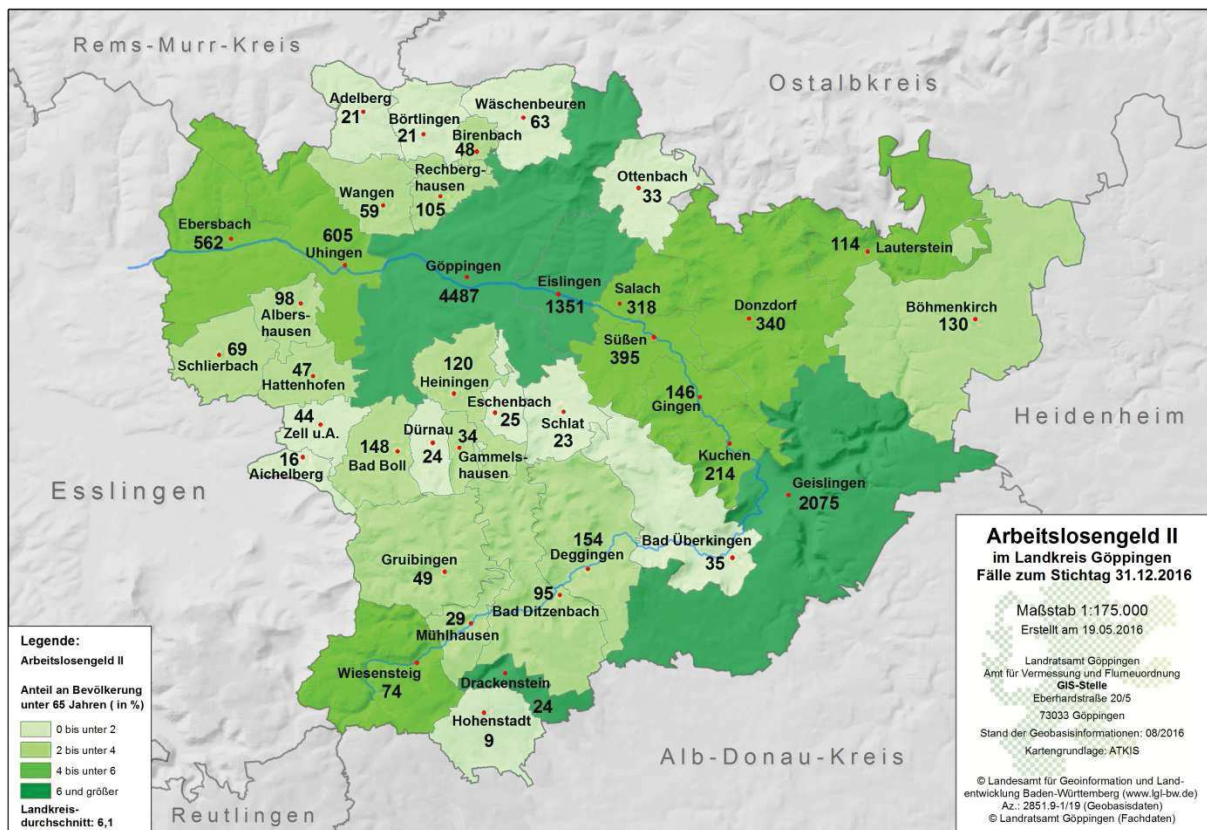 Rems-Murr-Kreis
Ostalbkreis
Adelberg
21
Börtlingen
21
Wäschenbeuren
63
Birenbach
48
Rechberg-
hausen
105
Wangen
59
Ottenbach
33
Ebersbach
562
605
Uhingen
Göppingen
4487
Eislingen
1351
Salach
318
Donzdorf
340
114
Lauterstein
Böhmenkirch
130
98
Albers-
hausen
69
Schlierbach
47
Hattenhofen
Süßen
395
120
Heiningen
Eschenbach
25
146
Gingen
Schlat
23
Heidenheim
44
Zell u.A.
16
Aichelberg
148
Bad Boll
Dürnau
24
34
Gammels-
hausen
Kuchen
214
Geislingen
2075
Esslingen
Gruibingen
49
154
Deggingen
Bad Überkingen
35
95
Bad Ditzenbach
29
Mühlhausen
Wiesensteig
74
Drackenstein
24
Hohenstadt
9
Alb-Donau-Kreis
Reutlingen
Legende:
Arbeitslosengeld II
Anteil an Bevölkerung
unter 65 Jahren ( in %)
0 bis unter 2
2 bis unter 4
4 bis unter 6
6 und größer
Landkreis-
durchschnitt: 6,1
Arbeitslosengeld II
im Landkreis Göppingen
Fälle zum Stichtag 31.12.2016
Maßstab 1:175.000
Erstellt am 19.05.2016
Landratsamt Göppingen
Amt für Vermessung und Flurneuordnung
GIS-Stelle
Eberhardstraße 20/5
73033 Göppingen
Stand der Geobasisinformationen: 08/2016
Kartengrundlage: ATKIS
© Landesamt für Geoinformation und Land-
entwicklung Baden-Württemberg (www.lgl-bw.de)
Az.: 2851.9-1/19 (Geobasisdaten)
© Landratsamt Göppingen (Fachdaten)